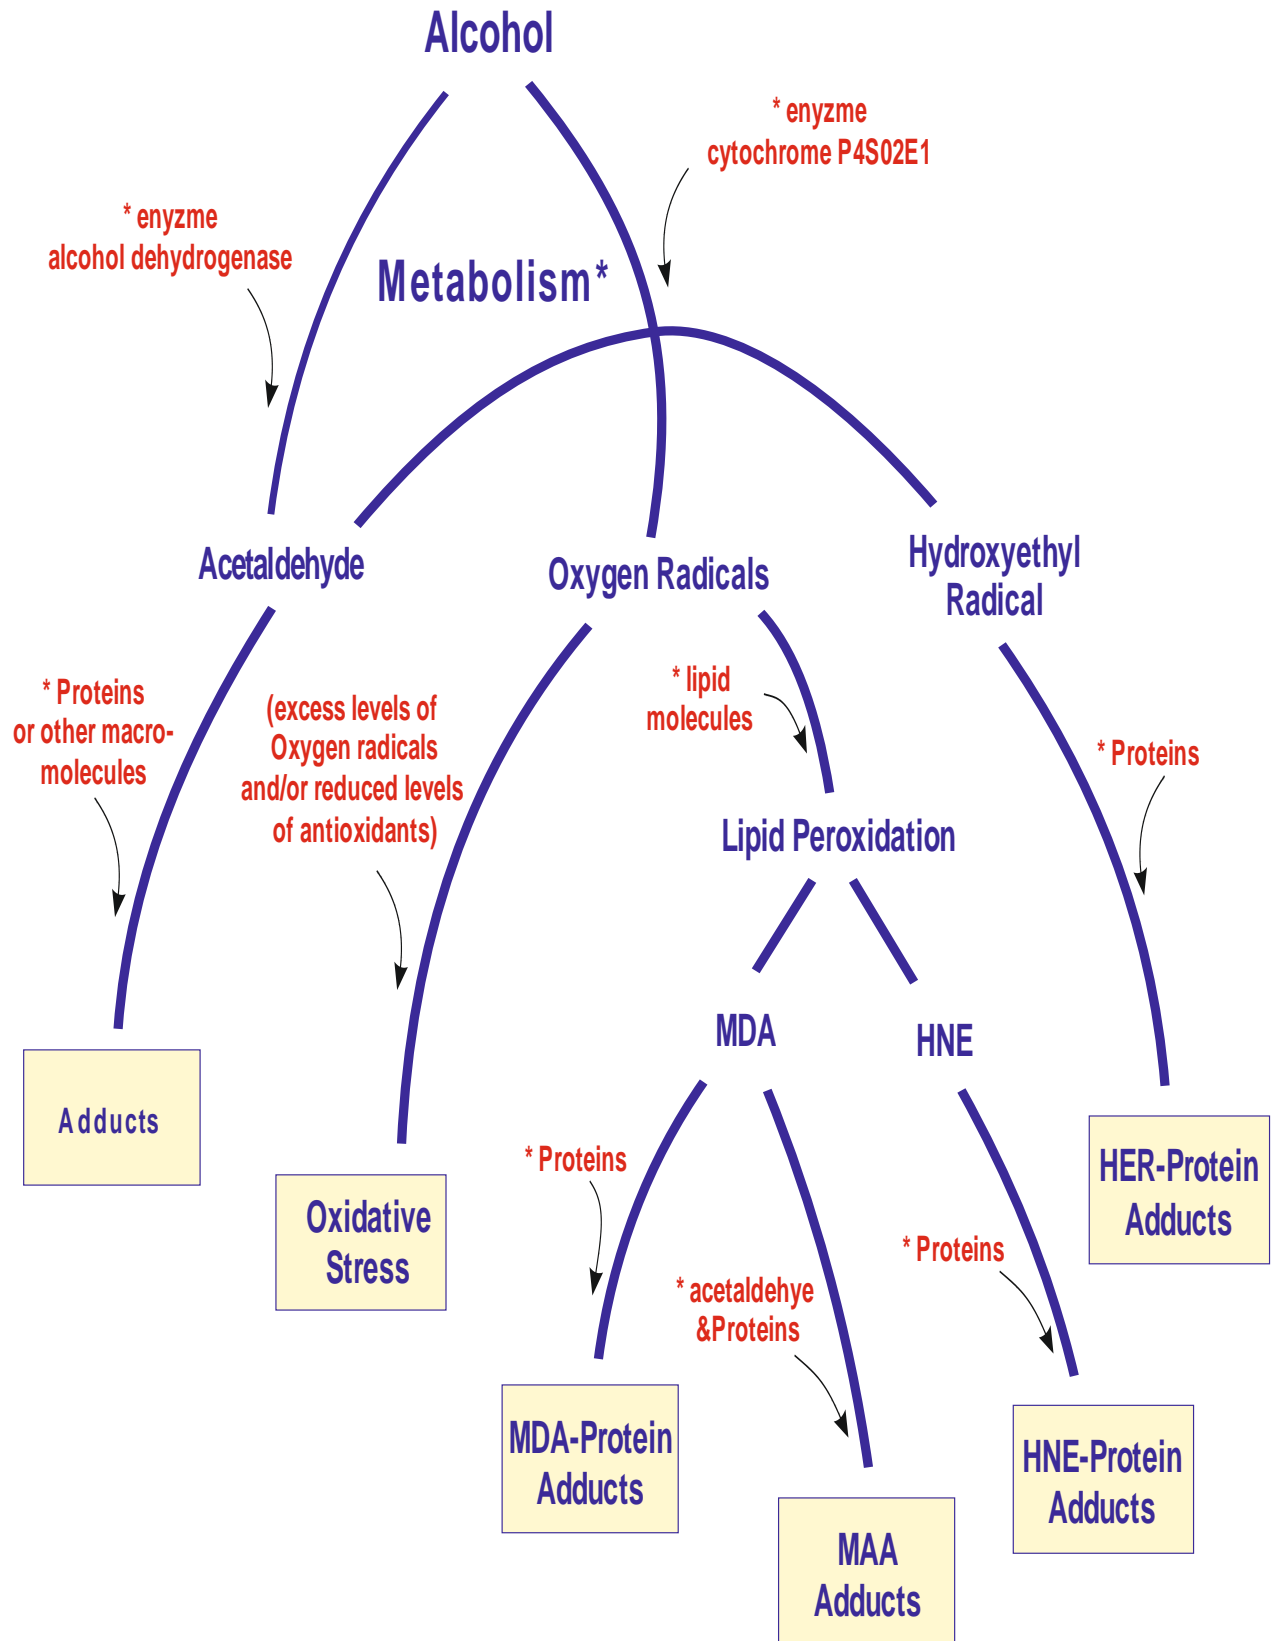 Alcohol
* enyzme
cytochrome P4S02E1
* enyzme
alcohol dehydrogenase
Metabolism*
Acetaldehyde
Oxygen Radicals
Hydroxyethyl
Radical
* Proteins
or other macro-
molecules
(excess levels of
Oxygen radicals
and/or reduced levels
of antioxidants)
* lipid
molecules
* Proteins
Lipid Peroxidation
MDA
HNE
Adducts
Oxidative
Stress
* Proteins
* acetaldehye
&Proteins
* Proteins
HER-Protein
Adducts
MDA-Protein
Adducts
MAA
Adducts
HNE-Protein
Adducts